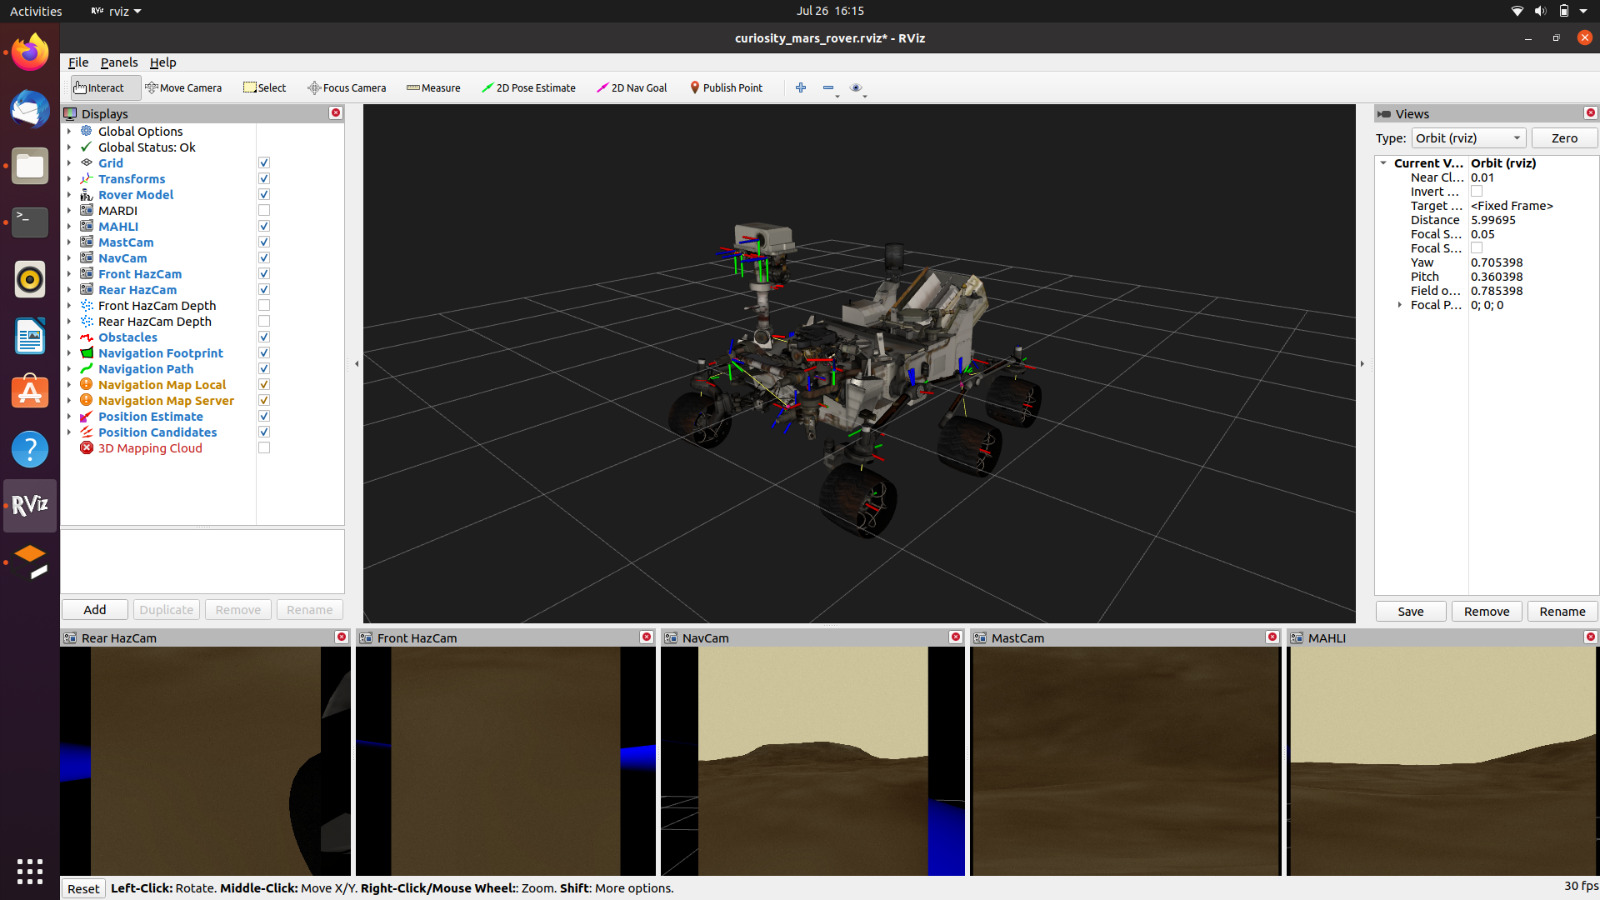 Activities
RViz rviz
Jul 26 16:15
curiosity_mars_rover.rviz* - RViz
File Panels Help
Interact Move Camera Select Focus Camera Measure 2D Pose Estimate 2D Nav Goal Publish Point
Displays
Global Options
Global Status: Ok
Grid
Transforms
Rover Model
MARDI
MAHLI
MastCam
NavCam
Front HazCam
Rear HazCam
Front HazCam Depth
Rear HazCam Depth
Obstacles
Navigation Footprint
Navigation Path
Navigation Map Local
Navigation Map Server
Position Estimate
Position Candidates
3D Mapping Cloud
Add Duplicate Remove Rename
RViz
Views
Type: Orbit (rviz) Zero
Current V... Orbit (rviz)
Near Cl... 0.01
Invert ...
Target ... <Fixed Frame>
Distance 5.99695
Focal S... 0.05
Focal S...
Yaw 0.705398
Pitch 0.360398
Field o... 0.785398
Focal P... 0; 0; 0
Save Remove Rename
Rear HazCam
Front HazCam
NavCam
MastCam
MAHLI
Reset Left-Click: Rotate. Middle-Click: Move X/Y. Right-Click/Mouse Wheel:: Zoom. Shift: More options.
30 fps